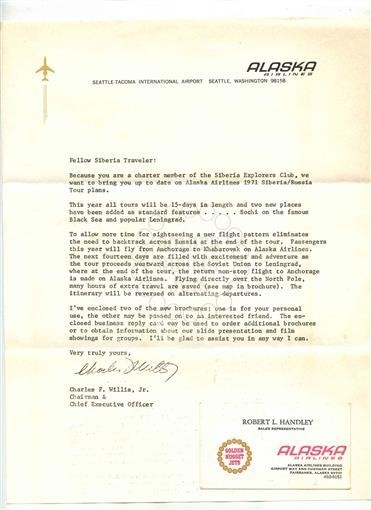 ALASKA
AIRLINES
SEATTLE-TACOMA INTERNATIONAL AIRPORT SEATTLE, WASHINGTON 98158
Fellow Siberia Traveler:
Because you are a charter member of the Siberia Explorers Club, we
want to bring you up to date on Alaska Airlines 1971 Siberia/Russia
Tour plans.
This year all tours will be 15-days in length and two new places
have been added as standard features . . . . . Sochi on the famous
Black Sea and popular Leningrad.
To allow more time for sightseeing a new flight pattern eliminates
the need to backtrack across Russia at the end of the tour. Passengers
this year will fly from Anchorage to Khabarovsk on Alaska Airlines.
The next fourteen days are filled with excitement and adventure as
the tour proceeds westward across the Soviet Union to Leningrad,
where at the end of the tour, the return non-stop flight to Anchorage
is made on Alaska Airlines. Flying directly over the North Pole,
many hours of extra travel are saved (see map in brochure). The
itinerary will be reversed on alternating departures.
I've enclosed two of the new brochures: one is for your personal
use, the other may be passed on to an interested friend. The en-
closed business reply card may be used to order additional brochures
or to obtain information about our slide presentation and film
showings for groups. I'll be glad to assist you in any way I can.
Very truly yours,
Charles F. Willis, Jr.
Chairman &
Chief Executive Officer
ROBERT L. HANDLEY
SALES REPRESENTATIVE
GOLDEN
NUGGET
JETS
ALASKA
AIRLINES
ALASKA AIRLINES BUILDING
AIRPORT WAY AND CUSHMAN STREET
FAIRBANKS, ALASKA 99701